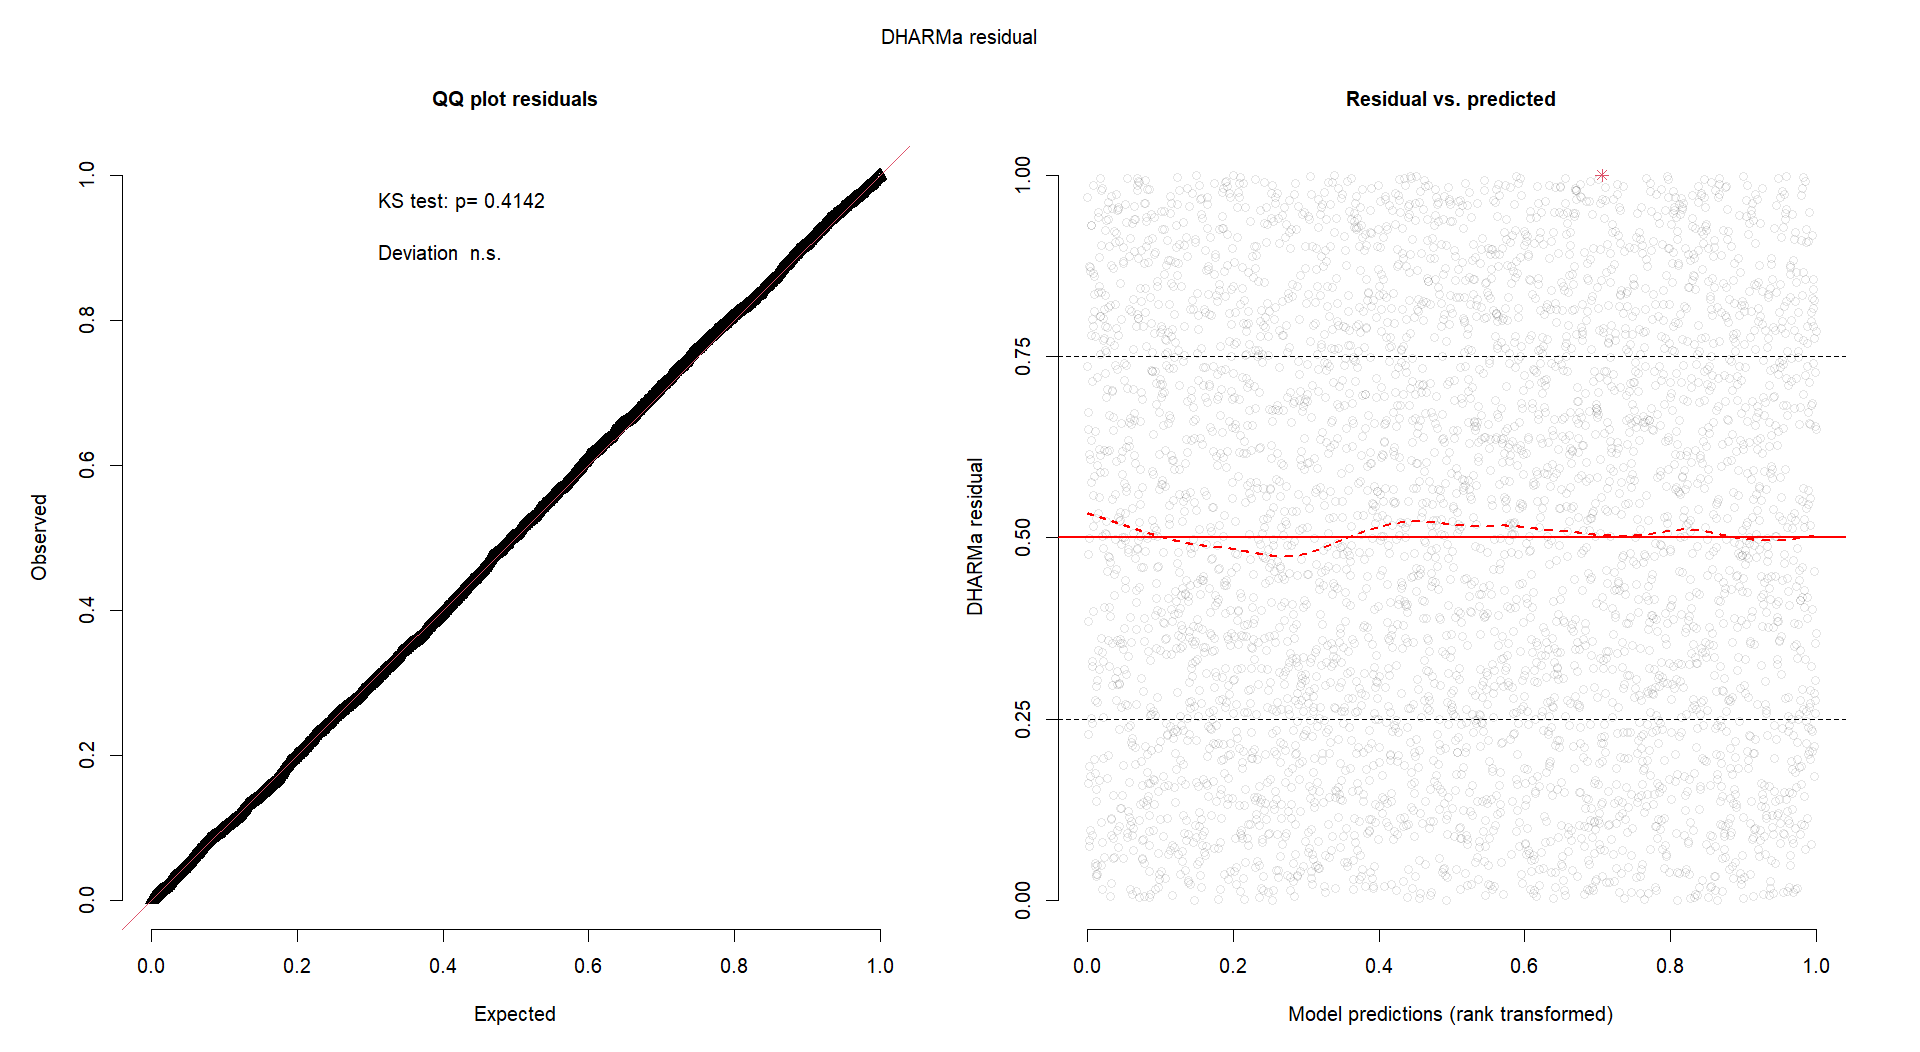 DHARMa residual
QQ plot residuals
KS test: p= 0.4142
Deviation  n.s.
1.0
0.8
0.6
0.4
0.2
0.0
Observed
0.0 0.2 0.4 0.6 0.8 1.0
Expected
Residual vs. predicted
1.00
0.75
0.50
0.25
0.00
DHARMa residual
0.0 0.2 0.4 0.6 0.8 1.0
Model predictions (rank transformed)